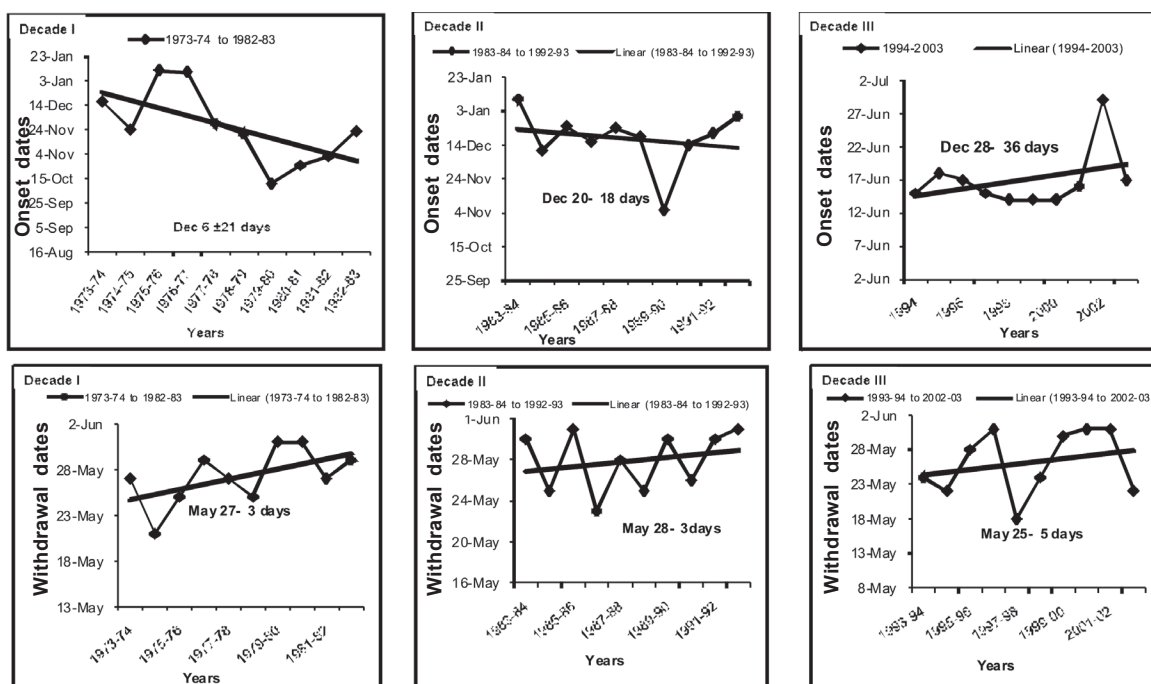 Decade I
1973-74 to 1982-83
Onset dates
23-Jan
3-Jan
14-Dec
24-Nov
4-Nov
15-Oct
25-Sep
5-Sep
16-Aug
Dec 6 ±21 days
1973-74
1974-75
1975-76
1976-77
1977-78
1978-79
1979-80
1980-81
1981-82
1982-83
Years
Decade II
1983-84 to 1992-93 Linear (1983-84 to 1992-93)
Onset dates
23-Jan
3-Jan
14-Dec
24-Nov
4-Nov
15-Oct
25-Sep
Dec 20- 18 days
1983-84
1985-86
1987-88
1989-90
1991-92
Years
Decade III
1994-2003 Linear (1994-2003)
Onset dates
2-Jul
27-Jun
22-Jun
17-Jun
12-Jun
7-Jun
2-Jun
Dec 28- 36 days
1994
1996
1998
2000
2002
Years
Decade I
1973-74 to 1982-83 Linear (1973-74 to 1982-83)
Withdrawal dates
2-Jun
28-May
23-May
18-May
13-May
May 27- 3 days
1973-74
1975-76
1977-78
1979-80
1981-82
Years
Decade II
1983-84 to 1992-93 Linear (1983-84 to 1992-93)
Withdrawal dates
1-Jun
28-May
24-May
20-May
16-May
May 28- 3days
1983-84
1985-86
1987-88
1989-90
1991-92
Years
Decade III
1993-94 to 2002-03 Linear (1993-94 to 2002-03
Withdrawal dates
2-Jun
28-May
23-May
18-May
13-May
8-May
May 25- 5 days
1993-94
1995-96
1997-98
1999-00
2001-02
Years